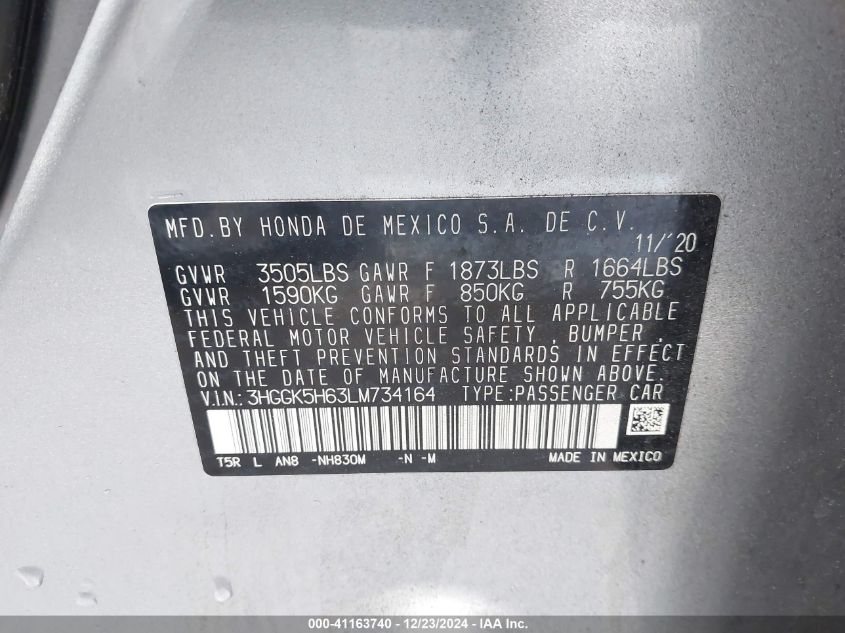 MFD.BY HONDA DE MEXICO S.A. DE C.V.
11/'20
GVWR 3505LBS GAWR F 1873LBS R 1664LBS
GVWR 1590KG GAWR F 850KG R 755KG
THIS VEHICLE CONFORMS TO ALL APPLICABLE
FEDERAL MOTOR VEHICLE SAFETY , BUMPER ,
AND THEFT PREVENTION STANDARDS IN EFFECT
ON THE DATE OF MANUFACTURE SHOWN ABOVE.
V.I.N.: 3HGGK5H63LM734164 TYPE:PASSENGER CAR
T5R L AN8 -NH830M -N -M MADE IN MEXICO
000-41163740 - 12/23/2024 - IAAI.COM